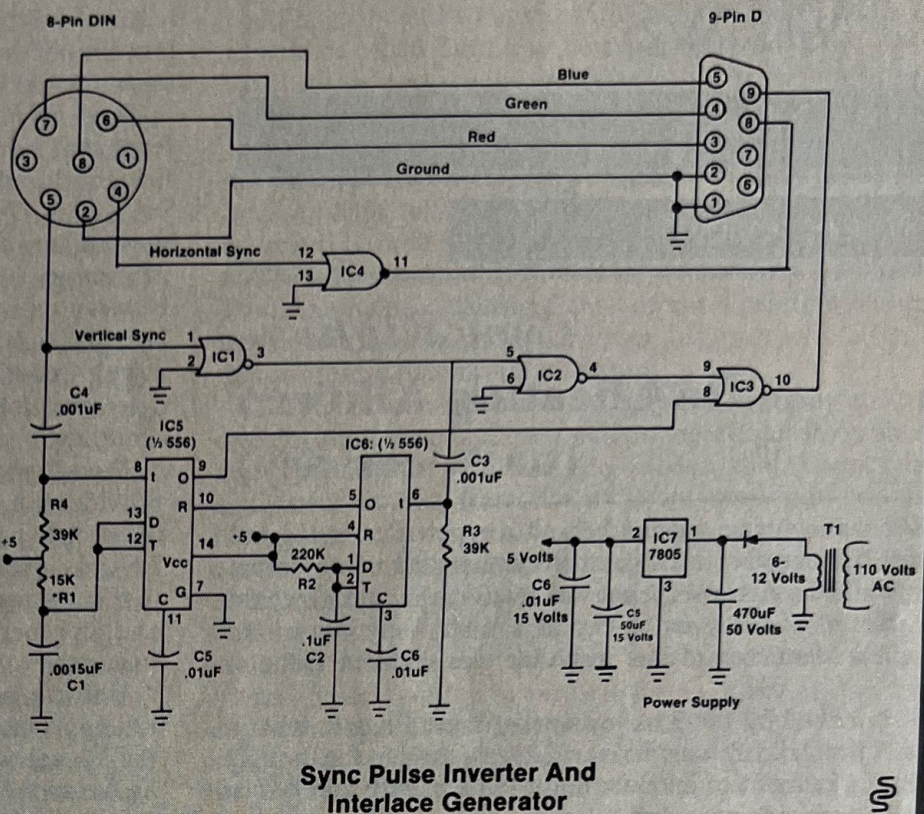 8-Pin DIN
9-Pin D
Blue
Green
Red
Ground
7
6
3
8
1
5
4
2
5
9
4
8
3
7
2
6
1
Horizontal Sync
12
13
IC4
11
Vertical Sync
1
2
IC1
3
5
6
IC2
4
9
8
IC3
10
C4
.001uF
IC5
(½ 556)
IC6: (½ 556)
C3
.001uF
8
I
O
9
R
10
13
D
12
T
Vcc
14
C
G
7
11
5
O
I
6
4
R
1
D
2
T
C
3
R4
39K
+5
15K
*R1
.0015uF
C1
C5
.01uF
+5
220K
R2
.1uF
C2
C6
.01uF
R3
39K
5 Volts
2
IC7
7805
1
3
C6
.01uF
15 Volts
C5
50uF
15 Volts
470uF
50 Volts
6-
12 Volts
T1
110 Volts
AC
Power Supply
Sync Pulse Inverter And
Interlace Generator